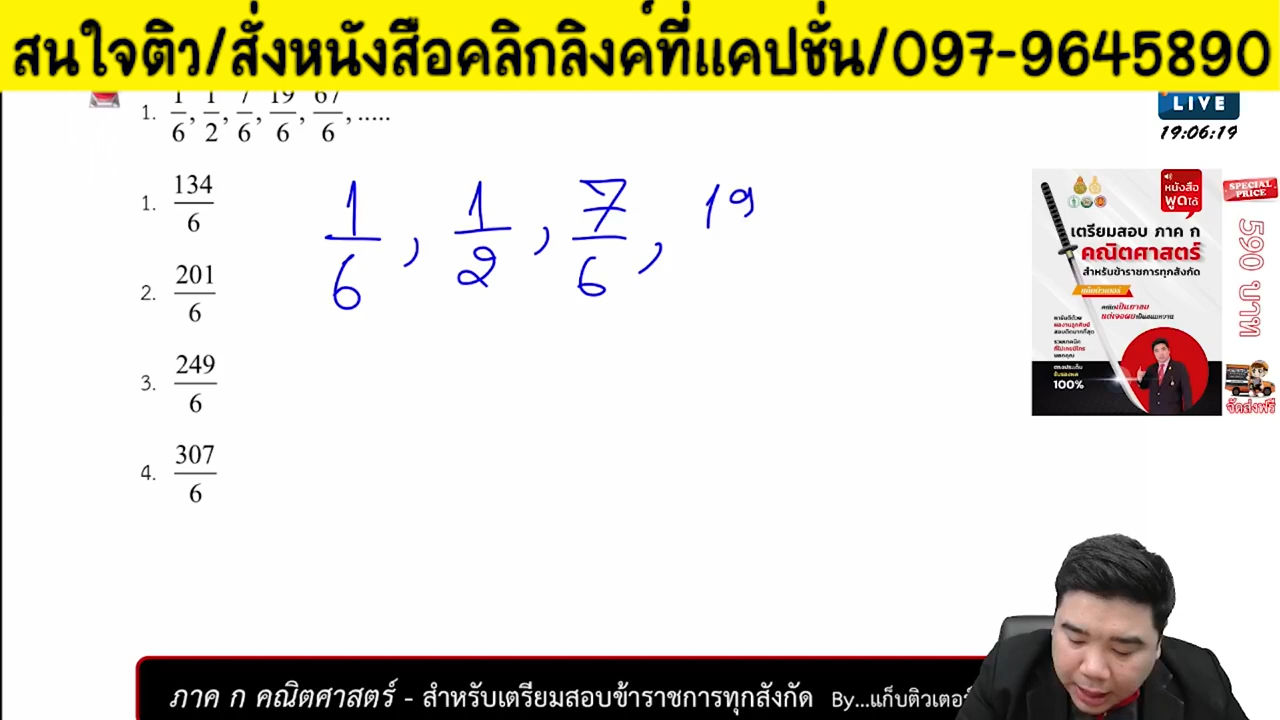 สนใจติว/สั่งหนังสือคลิกลิงค์ที่แคปชั่น/097-9645890
LIVE
19:06:19
1. 1/6, 1/2, 7/6, 19/6, 67/6, .....
1/6, 1/2, 7/6, 19
1. 134/6
2. 201/6
3. 249/6
4. 307/6
หนังสือ
พูดได้
เตรียมสอบ ภาค ก
คณิตศาสตร์
สำหรับข้าราชการทุกสังกัด
100%
SPECIAL
PRICE
590 บาท
จัดส่งฟรี
ภาค ก คณิตศาสตร์ - สำหรับเตรียมสอบข้าราชการทุกสังกัด By...แก็บติวเตอร์